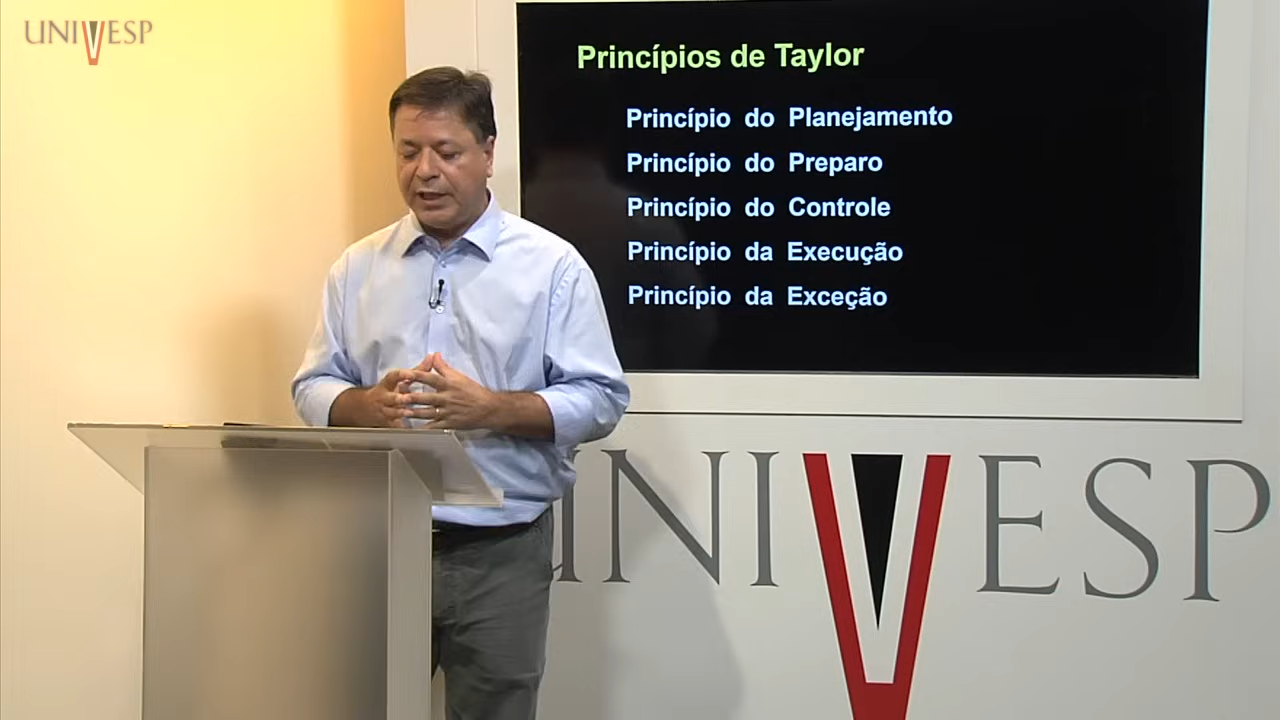 UNIVESP
Princípios de Taylor
Princípio do Planejamento
Princípio do Preparo
Princípio do Controle
Princípio da Execução
Princípio da Exceção
UNIVESP